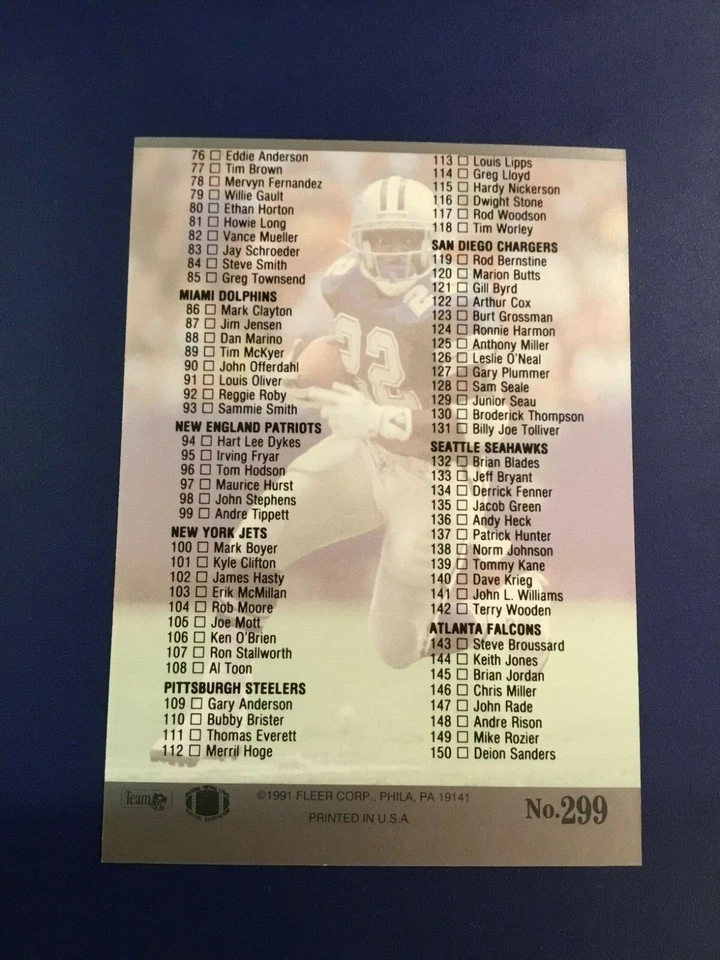 76 □ Eddie Anderson
77 □ Tim Brown
78 □ Mervyn Fernandez
79 □ Willie Gault
80 □ Ethan Horton
81 □ Howie Long
82 □ Vance Mueller
83 □ Jay Schroeder
84 □ Steve Smith
85 □ Greg Townsend
MIAMI DOLPHINS
86 □ Mark Clayton
87 □ Jim Jensen
88 □ Dan Marino
89 □ Tim McKyer
90 □ John Offerdahl
91 □ Louis Oliver
92 □ Reggie Roby
93 □ Sammie Smith
NEW ENGLAND PATRIOTS
94 □ Hart Lee Dykes
95 □ Irving Fryar
96 □ Tom Hodson
97 □ Maurice Hurst
98 □ John Stephens
99 □ Andre Tippett
NEW YORK JETS
100 □ Mark Boyer
101 □ Kyle Clifton
102 □ James Hasty
103 □ Erik McMillan
104 □ Rob Moore
105 □ Joe Mott
106 □ Ken O'Brien
107 □ Ron Stallworth
108 □ Al Toon
PITTSBURGH STEELERS
109 □ Gary Anderson
110 □ Bubby Brister
111 □ Thomas Everett
112 □ Merril Hoge
113 □ Louis Lipps
114 □ Greg Lloyd
115 □ Hardy Nickerson
116 □ Dwight Stone
117 □ Rod Woodson
118 □ Tim Worley
SAN DIEGO CHARGERS
119 □ Rod Bernstine
120 □ Marion Butts
121 □ Gill Byrd
122 □ Arthur Cox
123 □ Burt Grossman
124 □ Ronnie Harmon
125 □ Anthony Miller
126 □ Leslie O'Neal
127 □ Gary Plummer
128 □ Sam Seale
129 □ Junior Seau
130 □ Broderick Thompson
131 □ Billy Joe Tolliver
SEATTLE SEAHAWKS
132 □ Brian Blades
133 □ Jeff Bryant
134 □ Derrick Fenner
135 □ Jacob Green
136 □ Andy Heck
137 □ Patrick Hunter
138 □ Norm Johnson
139 □ Tommy Kane
140 □ Dave Krieg
141 □ John L. Williams
142 □ Terry Wooden
ATLANTA FALCONS
143 □ Steve Broussard
144 □ Keith Jones
145 □ Brian Jordan
146 □ Chris Miller
147 □ John Rade
148 □ Andre Rison
149 □ Mike Rozier
150 □ Deion Sanders
22
Team NFL
©1991 FLEER CORP., PHILA, PA 19141
PRINTED IN U.S.A.
No.299